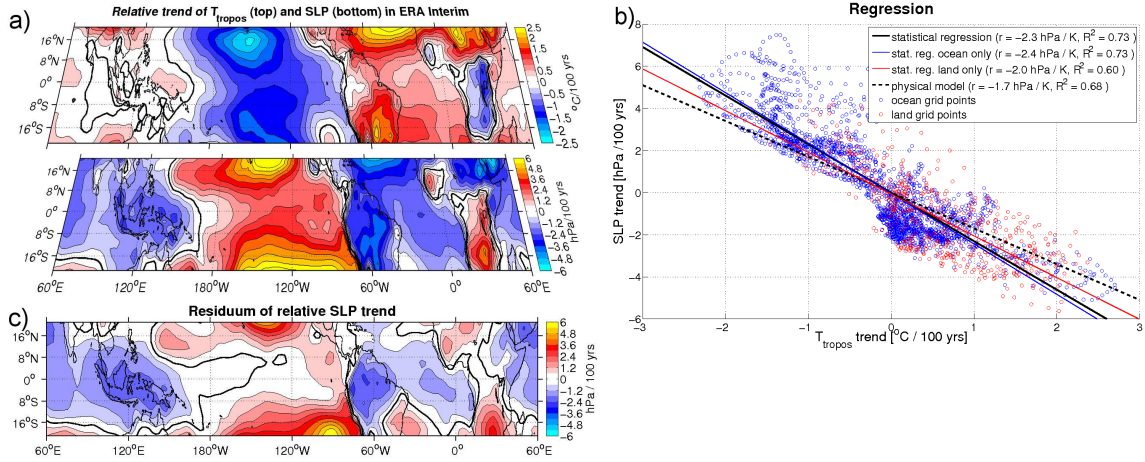 a)
Relative trend of T_tropos (top) and SLP (bottom) in ERA Interim
16°N
8°N
0°
8°S
16°S
2.5
1.5
0.5
−0.5
−1.5
−2.5
°C/100 yrs
16°N
8°N
0°
8°S
16°S
6
4.8
3.6
2.4
1.2
0
−1.2
−2.4
−3.6
−4.8
−6
hPa/100 yrs
60°E 120°E 180°W 120°W 60°W 0° 60°E
c)
Residuum of relative SLP trend
16°N
8°N
0°
8°S
16°S
6
4.8
3.6
2.4
1.2
0
−1.2
−2.4
−3.6
−4.8
−6
hPa / 100 yrs
60°E 120°E 180°W 120°W 60°W 0° 60°E
b)
Regression
statistical regression (r = −2.3 hPa / K, R² = 0.73 )
stat. reg. ocean only (r = −2.4 hPa / K, R² = 0.73 )
stat. reg. land only (r = −2.0 hPa / K, R² = 0.60 )
physical model (r = −1.7 hPa / K, R² = 0.68 )
ocean grid points
land grid points
SLP trend [hPa / 100 yrs]
8
6
4
2
0
−2
−4
−6
−3 −2 −1 0 1 2 3
T_tropos trend [°C / 100 yrs]